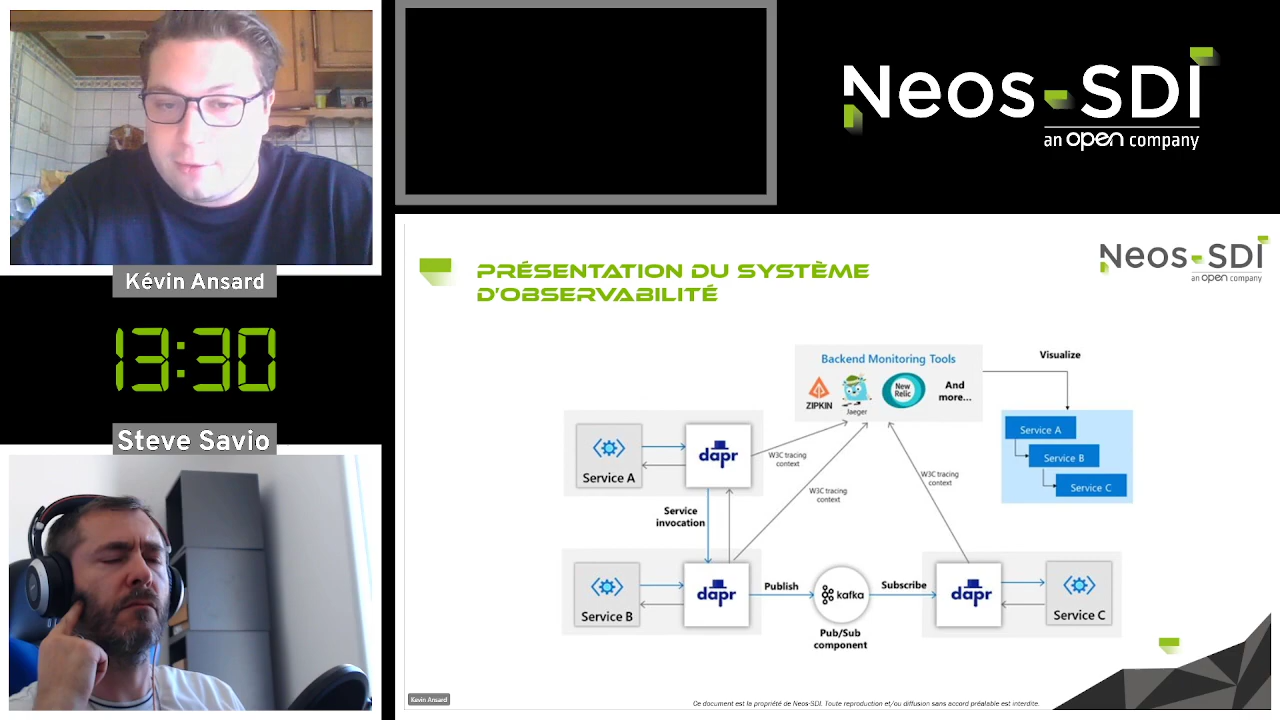 Neos-SDI
an open company
Kévin Ansard
13:30
Steve Savio
PRÉSENTATION DU SYSTÈME
D'OBSERVABILITÉ
Neos-SDI
an open company
Backend Monitoring Tools
ZIPKIN
Jaeger
New
Relic
And
more...
Visualize
Service A
Service B
Service C
Service A
dapr
W3C tracing
context
W3C tracing
context
W3C tracing
context
Service
invocation
Service B
dapr
Publish
kafka
Pub/Sub
component
Subscribe
dapr
Service C
Kevin Ansard
Ce document est la propriété de Neos-SDI. Toute reproduction et/ou diffusion sans accord préalable est interdite.